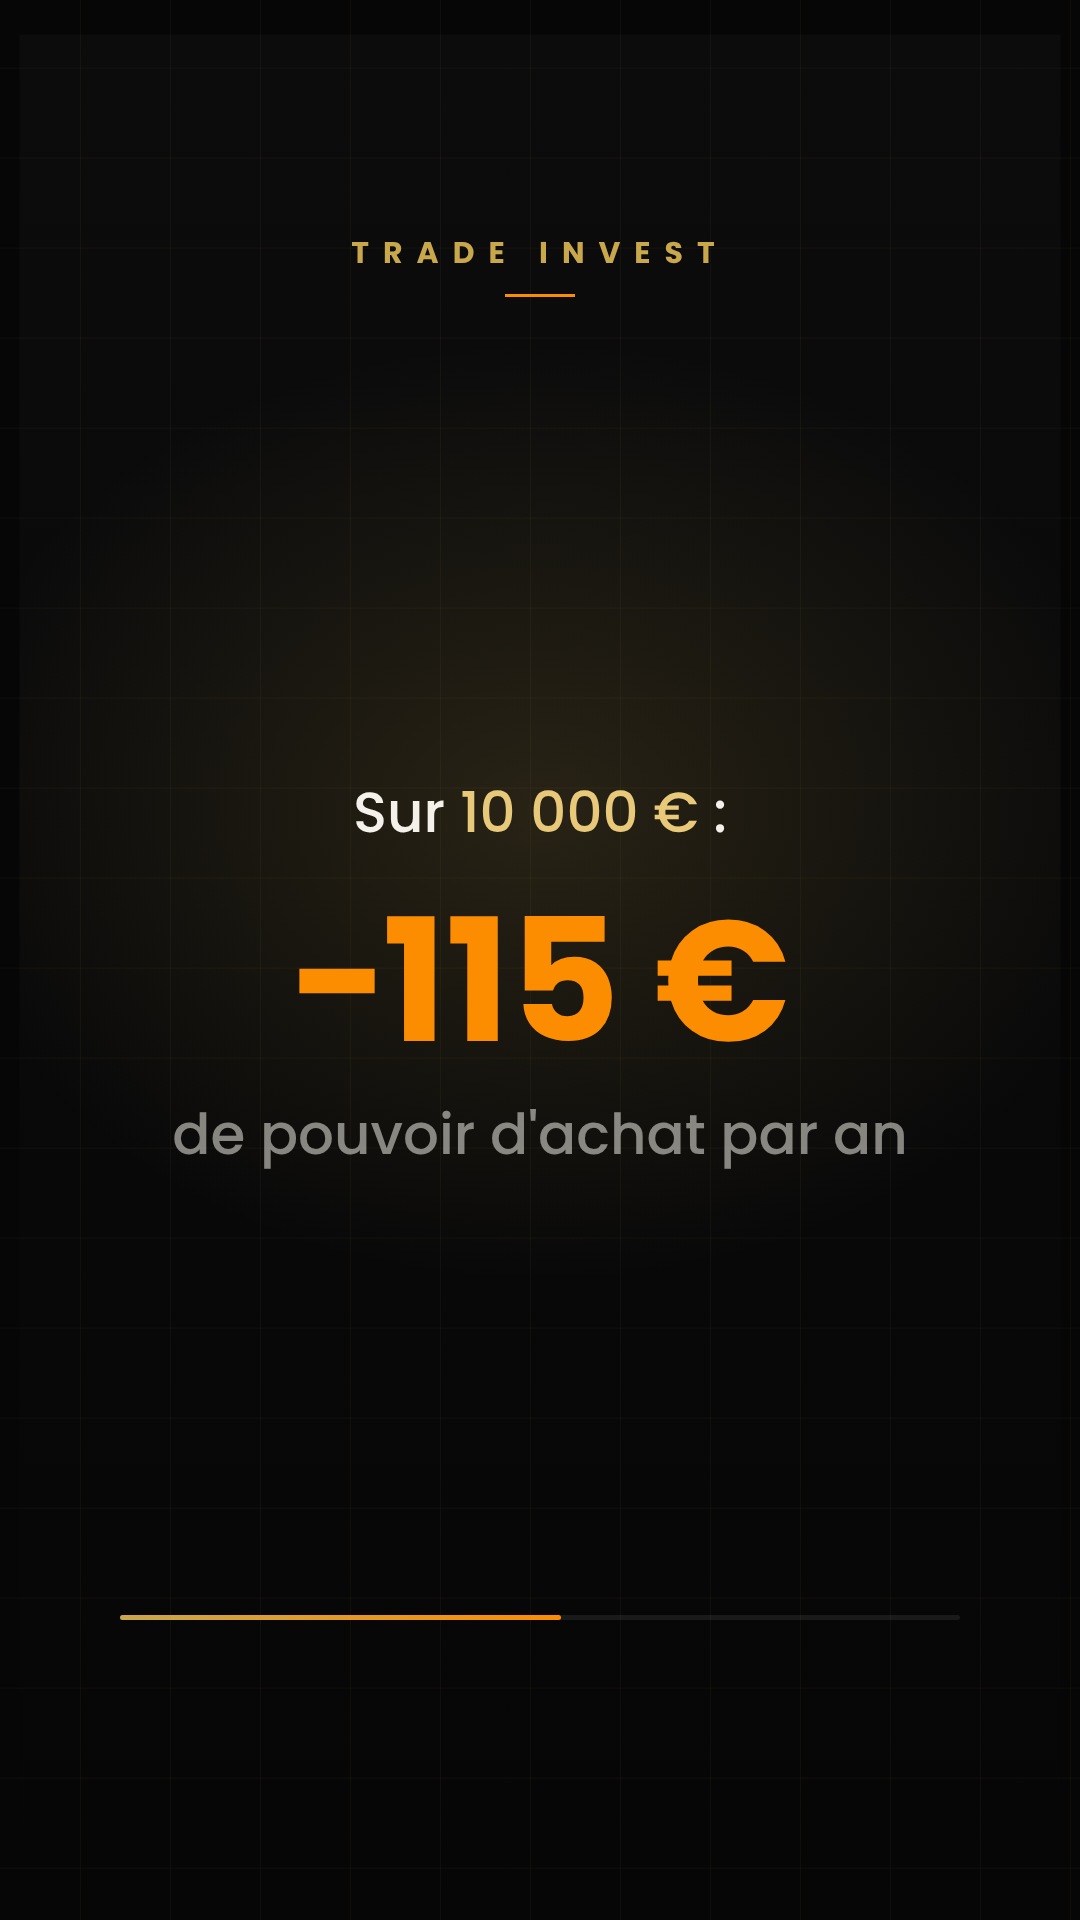 TRADE INVEST
Sur 10 000 € :
-115 €
de pouvoir d'achat par an